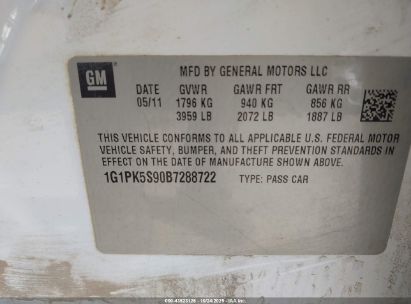 GM
MFD BY GENERAL MOTORS LLC
DATE GVWR GAWR FRT GAWR RR
05/11 1796 KG 940 KG 856 KG
3959 LB 2072 LB 1887 LB
THIS VEHICLE CONFORMS TO ALL APPLICABLE U.S. FEDERAL MOTOR
VEHICLE SAFETY, BUMPER, AND THEFT PREVENTION STANDARDS IN
EFFECT ON THE DATE OF MANUFACTURE SHOWN ABOVE.
1G1PK5S90B7288722 TYPE: PASS CAR